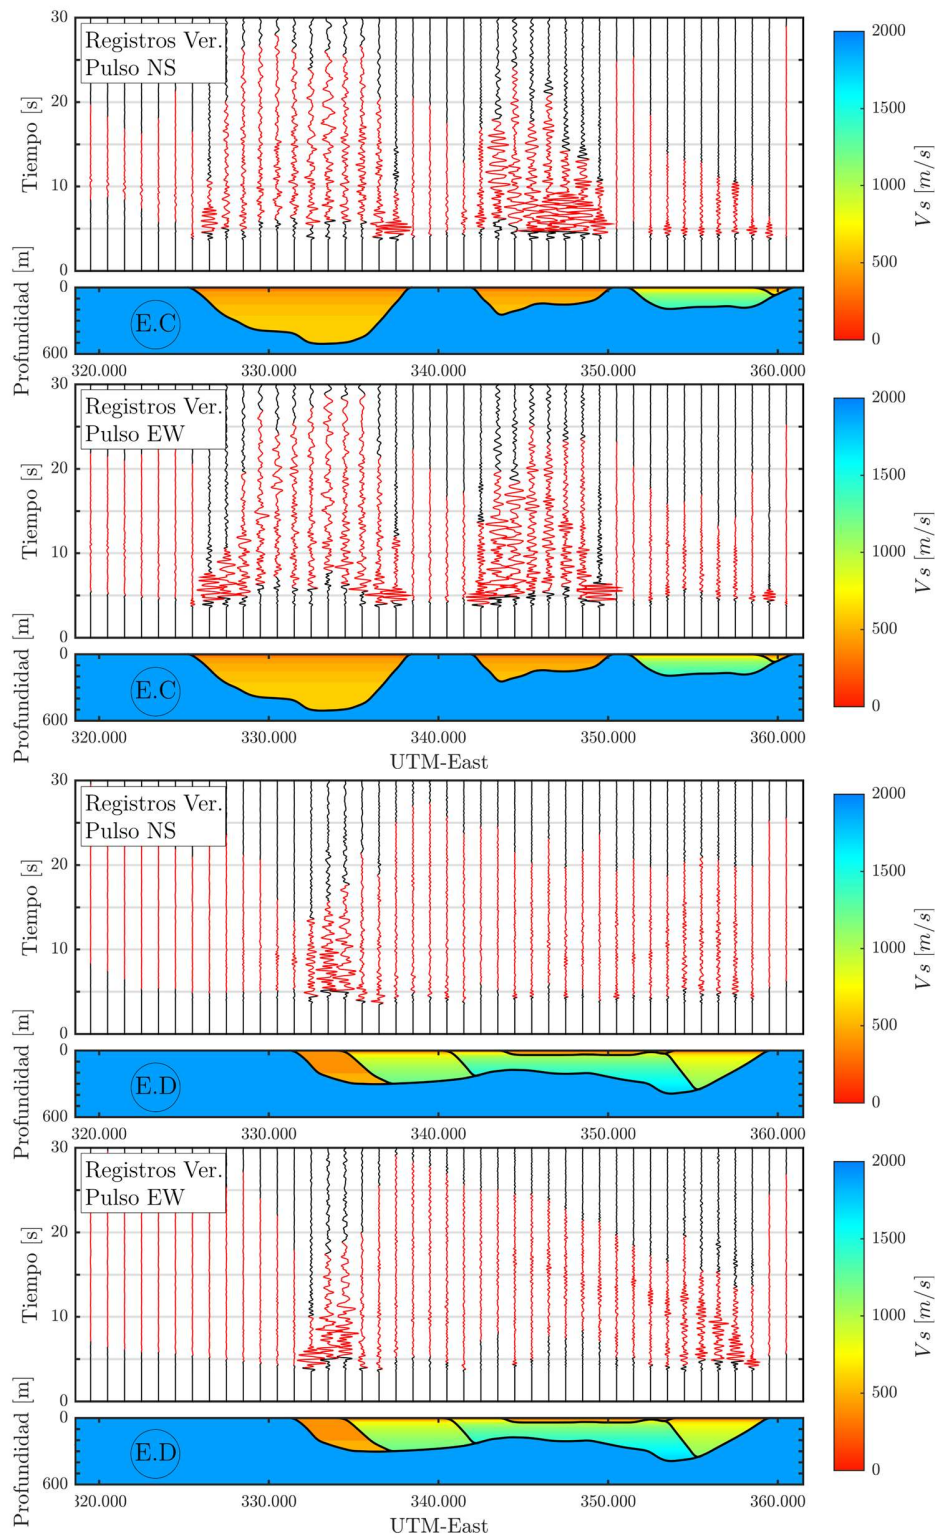 30
Registros Ver.
Pulso NS
20
10
0
Tiempo [s]
0
600
Profundidad [m]
E.C
320.000 330.000 340.000 350.000 360.000
2000
1500
1000
500
0
Vs [m/s]
30
Registros Ver.
Pulso EW
20
10
0
Tiempo [s]
0
600
Profundidad [m]
E.C
320.000 330.000 340.000 350.000 360.000
UTM-East
2000
1500
1000
500
0
Vs [m/s]
30
Registros Ver.
Pulso NS
20
10
0
Tiempo [s]
0
600
Profundidad [m]
E.D
320.000 330.000 340.000 350.000 360.000
2000
1500
1000
500
0
Vs [m/s]
30
Registros Ver.
Pulso EW
20
10
0
Tiempo [s]
0
600
Profundidad [m]
E.D
320.000 330.000 340.000 350.000 360.000
UTM-East
2000
1500
1000
500
0
Vs [m/s]